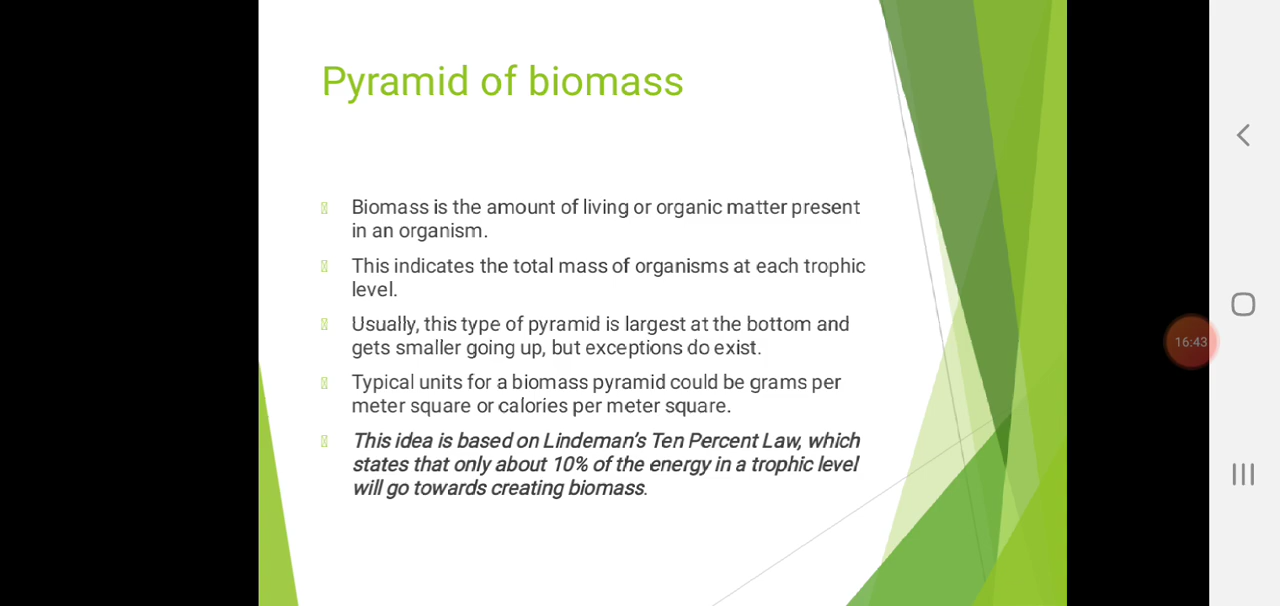 Pyramid of biomass
Biomass is the amount of living or organic matter present
in an organism.
This indicates the total mass of organisms at each trophic
level.
Usually, this type of pyramid is largest at the bottom and
gets smaller going up, but exceptions do exist.
Typical units for a biomass pyramid could be grams per
meter square or calories per meter square.
This idea is based on Lindeman's Ten Percent Law, which
states that only about 10% of the energy in a trophic level
will go towards creating biomass.
16:43